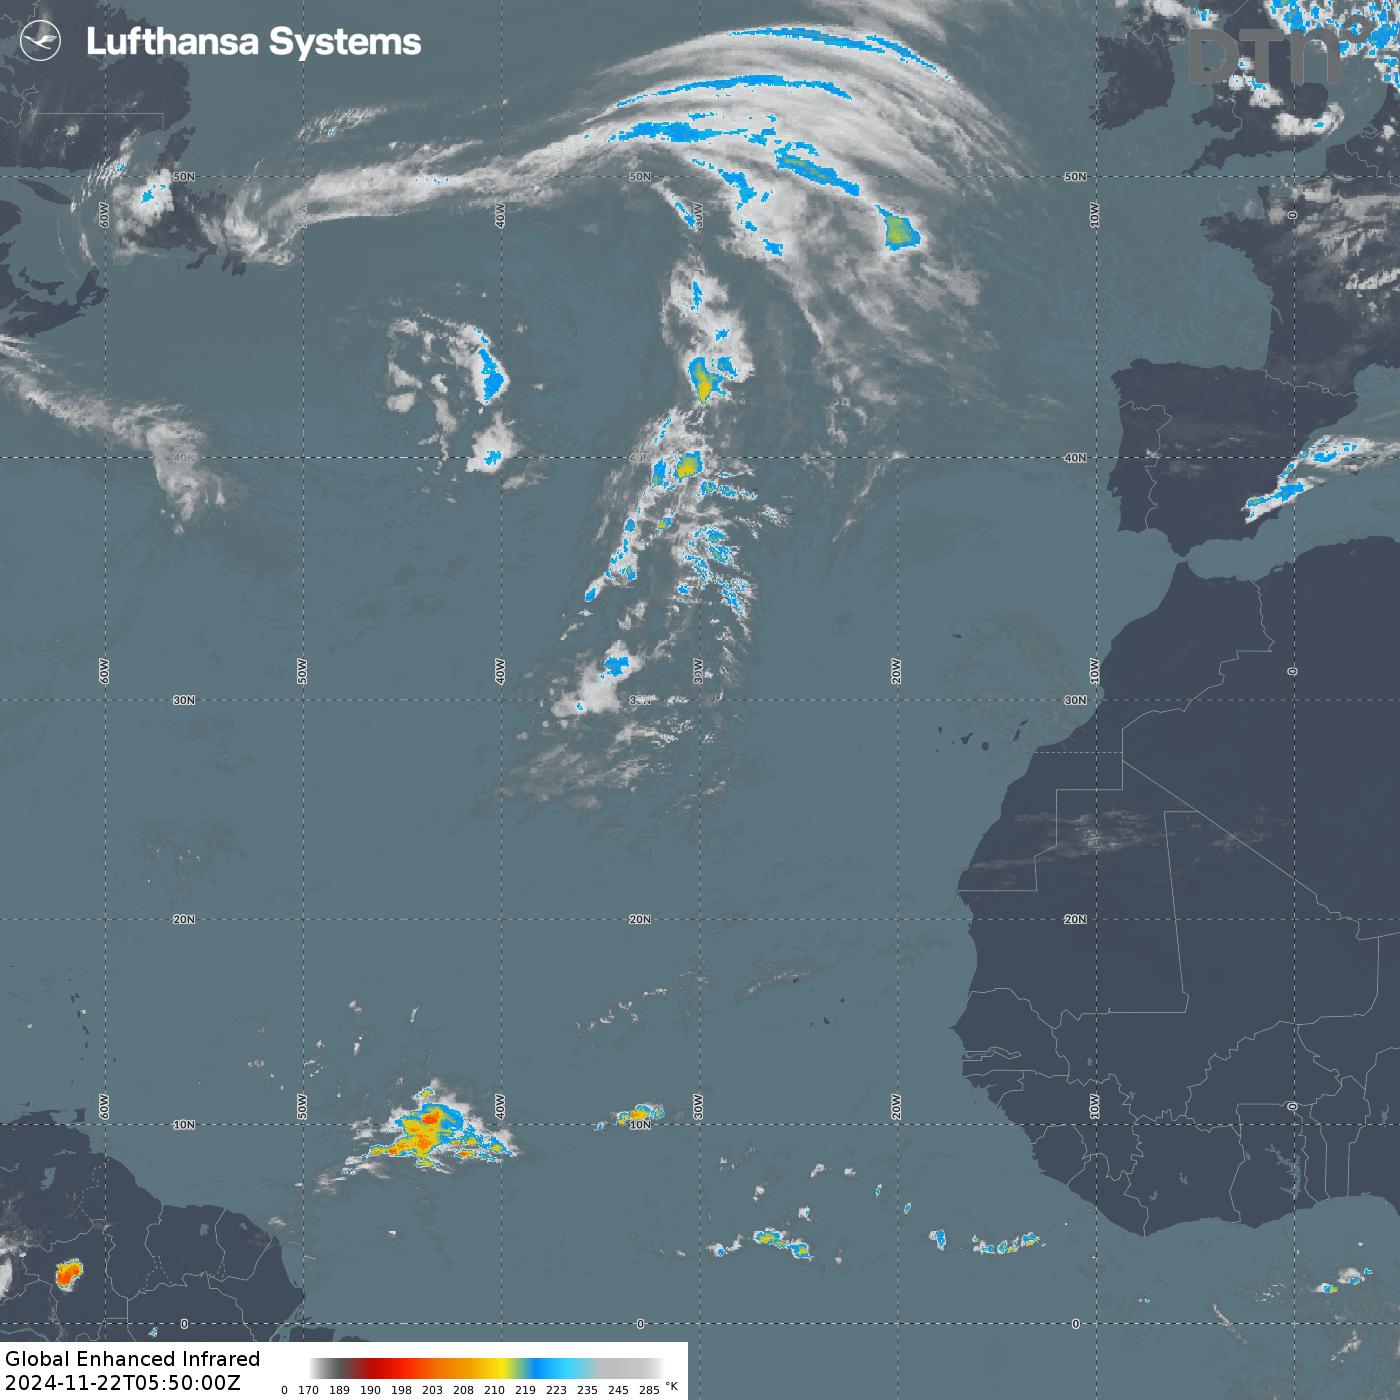 Lufthansa Systems
DTN
50N 50N 50N
60W 40W 30W 20W 10W 0
40N 40N 40N
60W 50W 40W 30W 20W 10W 0
30N 30N 30N
20N 20N 20N
60W 50W 40W 30W 20W 10W 0
10N 10N
0 0 0
Global Enhanced Infrared
2024-11-22T05:50:00Z
0 170 189 190 198 203 208 210 219 223 235 245 285 °K